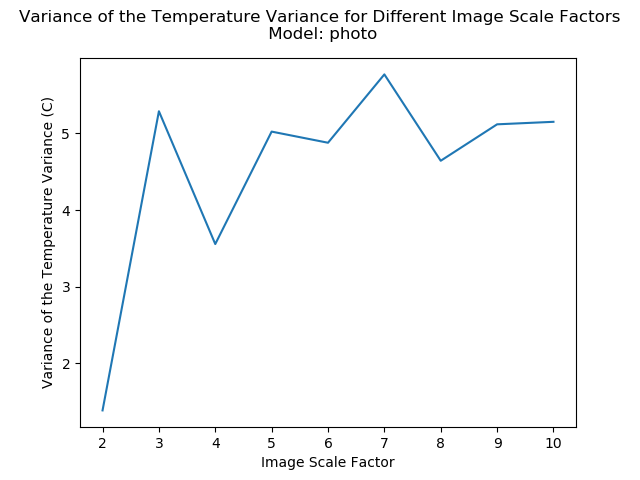 Variance of the Temperature Variance for Different Image Scale Factors
Model: photo
Variance of the Temperature Variance (C)
5
4
3
2
2 3 4 5 6 7 8 9 10
Image Scale Factor